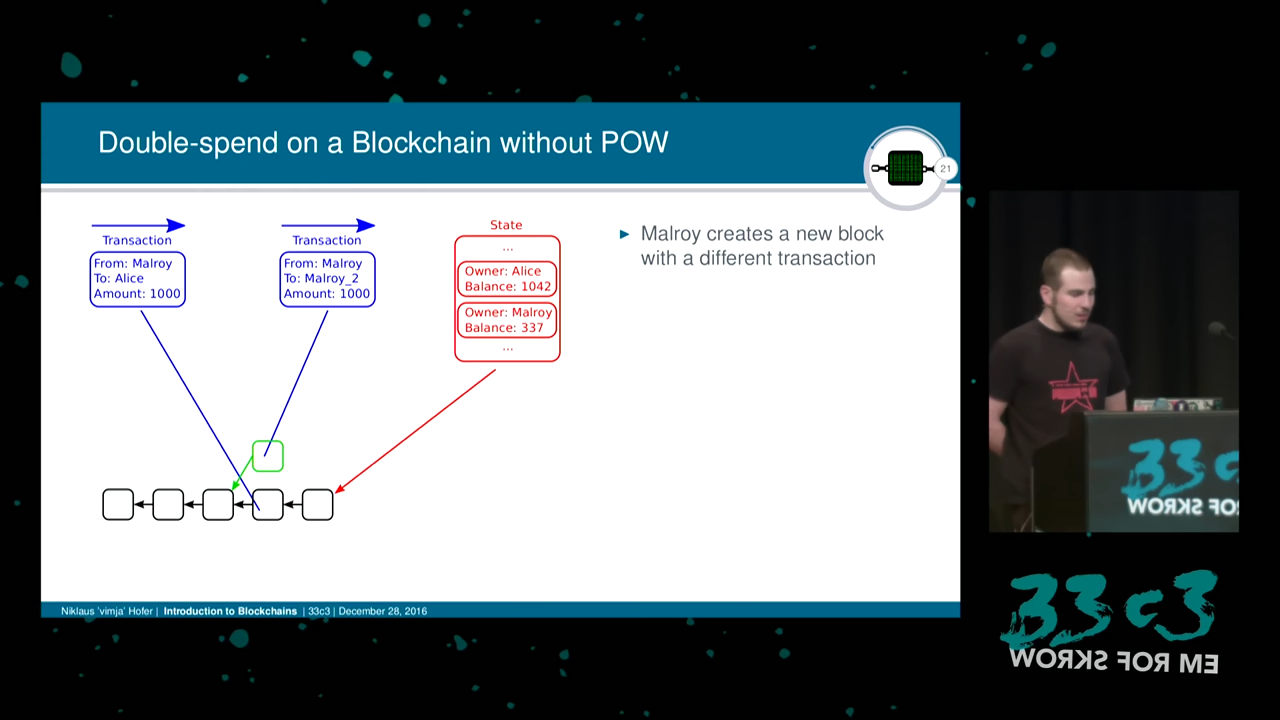 Double-spend on a Blockchain without POW
21
Transaction
From: Malroy
To: Alice
Amount: 1000
Transaction
From: Malroy
To: Malroy_2
Amount: 1000
State
...
Owner: Alice
Balance: 1042
Owner: Malroy
Balance: 337
...
► Malroy creates a new block
with a different transaction
Niklaus 'vimja' Hofer | Introduction to Blockchains | 33c3 | December 28, 2016
33c
WORKS FOR
33c3
WORKS FOR ME